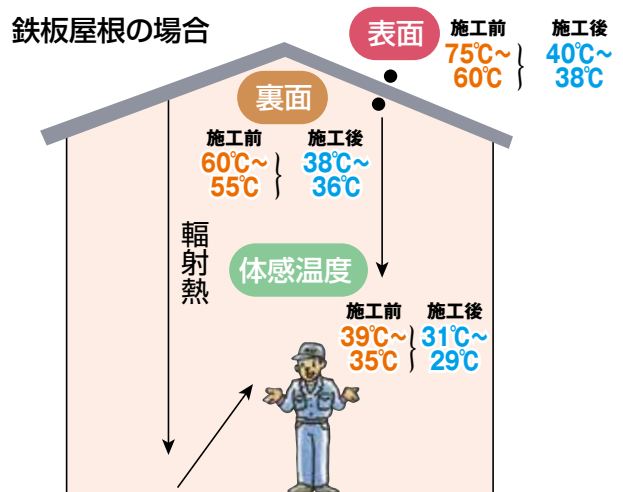 鉄板屋根の場合
表面
施工前 施工後
75℃~ 40℃~
60℃ 38℃
裏面
施工前 施工後
60℃~ 38℃~
55℃ 36℃
輻射熱
体感温度
施工前 施工後
39℃~ 31℃~
35℃ 29℃